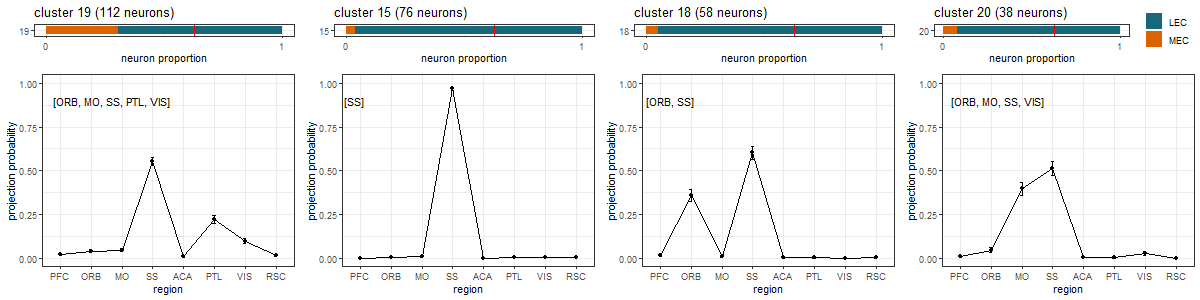 cluster 19 (112 neurons)
19
0
1
neuron proportion
1.00
0.75
0.50
0.25
0.00
projection probability
[ORB, MO, SS, PTL, VIS]
PFC ORB MO SS ACA PTL VIS RSC
region
cluster 15 (76 neurons)
15
0
1
neuron proportion
1.00
0.75
0.50
0.25
0.00
projection probability
[SS]
PFC ORB MO SS ACA PTL VIS RSC
region
cluster 18 (58 neurons)
18
0
1
neuron proportion
1.00
0.75
0.50
0.25
0.00
projection probability
[ORB, SS]
PFC ORB MO SS ACA PTL VIS RSC
region
cluster 20 (38 neurons)
20
0
1
neuron proportion
1.00
0.75
0.50
0.25
0.00
projection probability
[ORB, MO, SS, VIS]
PFC ORB MO SS ACA PTL VIS RSC
region
LEC
MEC